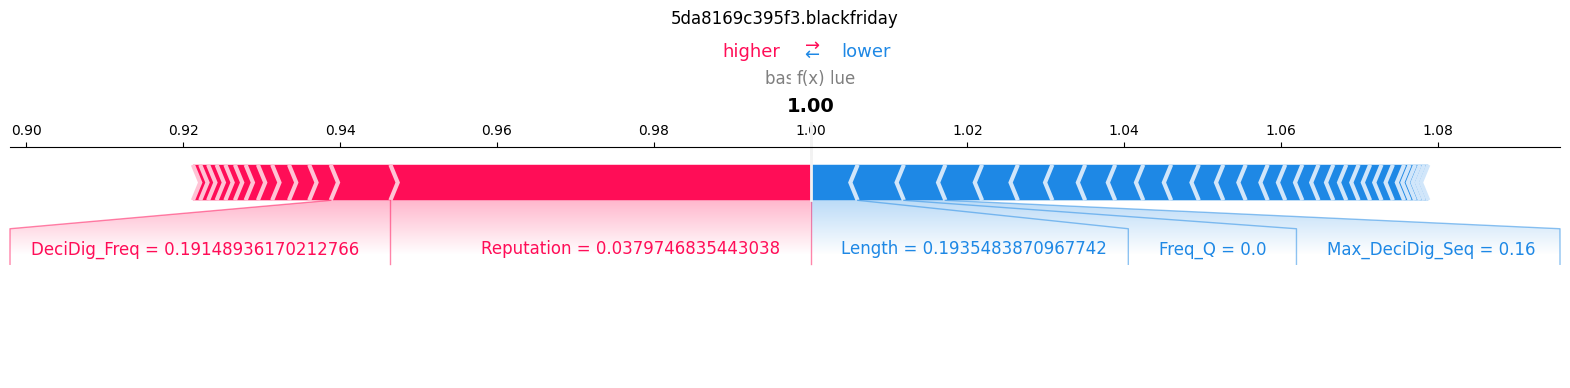 5da8169c395f3.blackfriday
higher ⇄ lower
f(x) lue
1.00
0.90 0.92 0.94 0.96 0.98 1.00 1.02 1.04 1.06 1.08
DeciDig_Freq = 0.19148936170212766 Reputation = 0.0379746835443038 Length = 0.1935483870967742 Freq_Q = 0.0 Max_DeciDig_Seq = 0.16